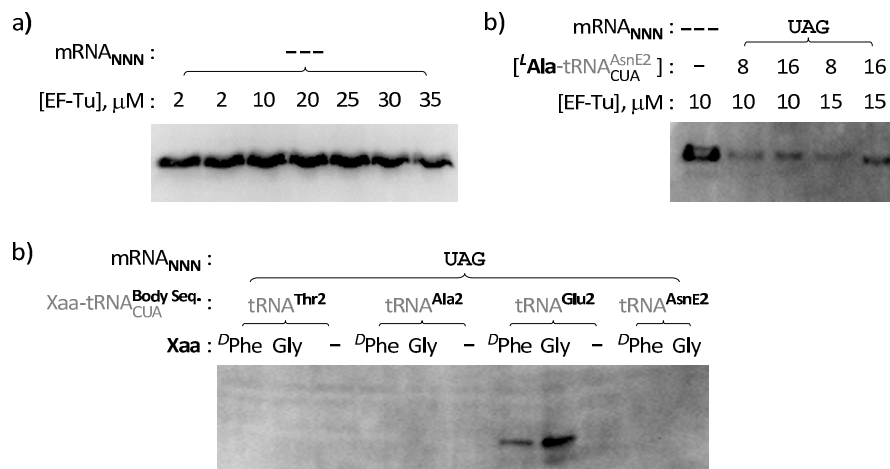 a)
mRNANNN : ---
[EF-Tu], μM : 2 2 10 20 25 30 35
b)
mRNANNN : --- UAG
[LAla-tRNAAsnE2CUA] : – 8 16 8 16
[EF-Tu], μM : 10 10 10 15 15
b)
mRNANNN : UAG
Xaa-tRNABody Seq.CUA : tRNAThr2 tRNAAla2 tRNAGlu2 tRNAAsnE2
Xaa : DPhe Gly – DPhe Gly – DPhe Gly – DPhe Gly